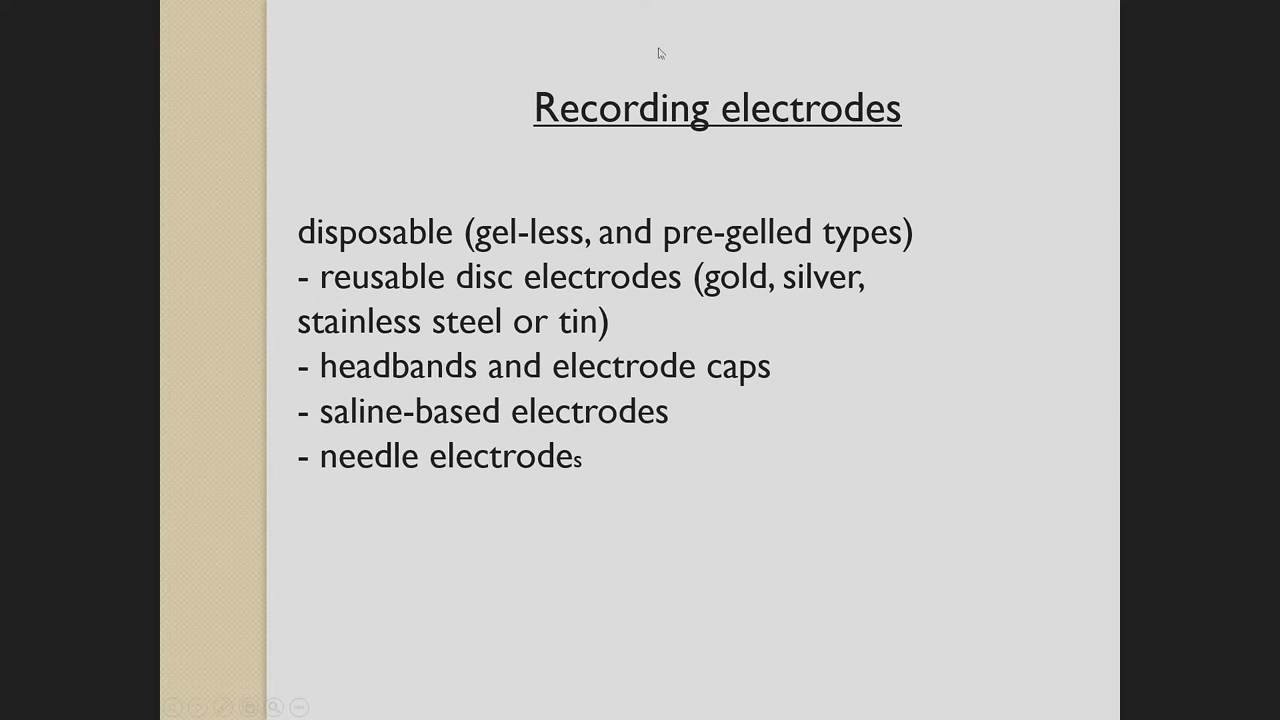 Recording electrodes
disposable (gel-less, and pre-gelled types)
- reusable disc electrodes (gold, silver,
stainless steel or tin)
- headbands and electrode caps
- saline-based electrodes
- needle electrodes